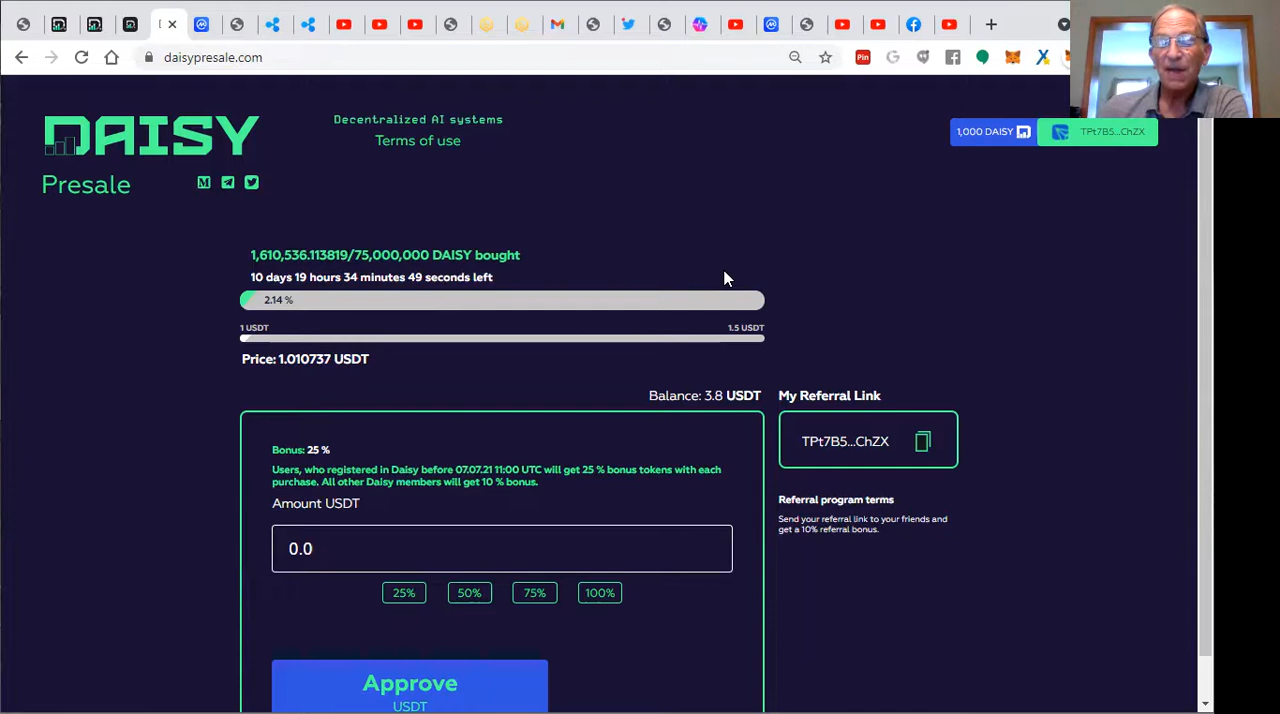 daisypresale.com
Pin
DAISY
Presale
Decentralized AI systems
Terms of use
1,000 DAISY
TPt7B5...ChZX
1,610,536.113819/75,000,000 DAISY bought
10 days 19 hours 34 minutes 49 seconds left
2.14 %
1 USDT
1.5 USDT
Price: 1.010737 USDT
Balance: 3.8 USDT
My Referral Link
TPt7B5...ChZX
Bonus: 25 %
Users, who registered in Daisy before 07.07.21 11:00 UTC will get 25 % bonus tokens with each
purchase. All other Daisy members will get 10 % bonus.
Amount USDT
0.0
25%
50%
75%
100%
Referral program terms
Send your referral link to your friends and
get a 10% referral bonus.
Approve
USDT